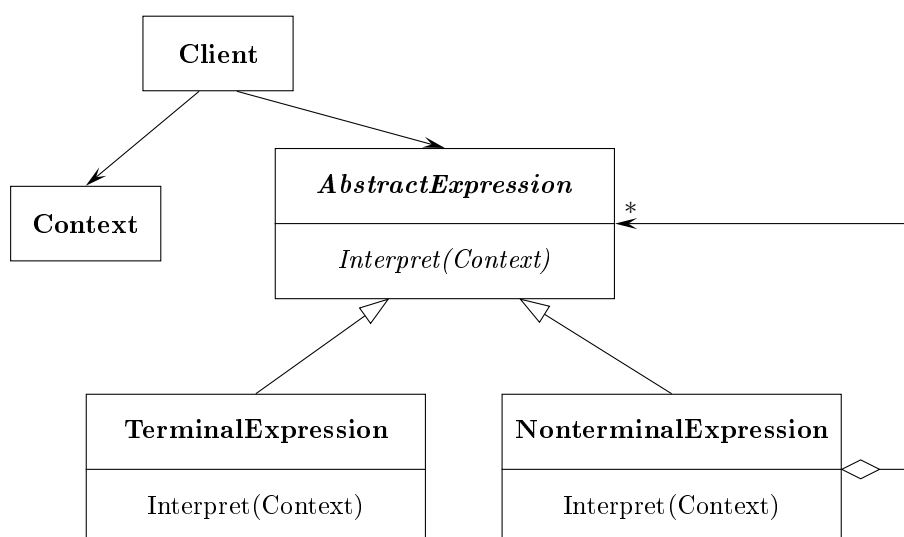 Client
AbstractExpression
*
Context
Interpret(Context)
TerminalExpression
NonterminalExpression
Interpret(Context)
Interpret(Context)